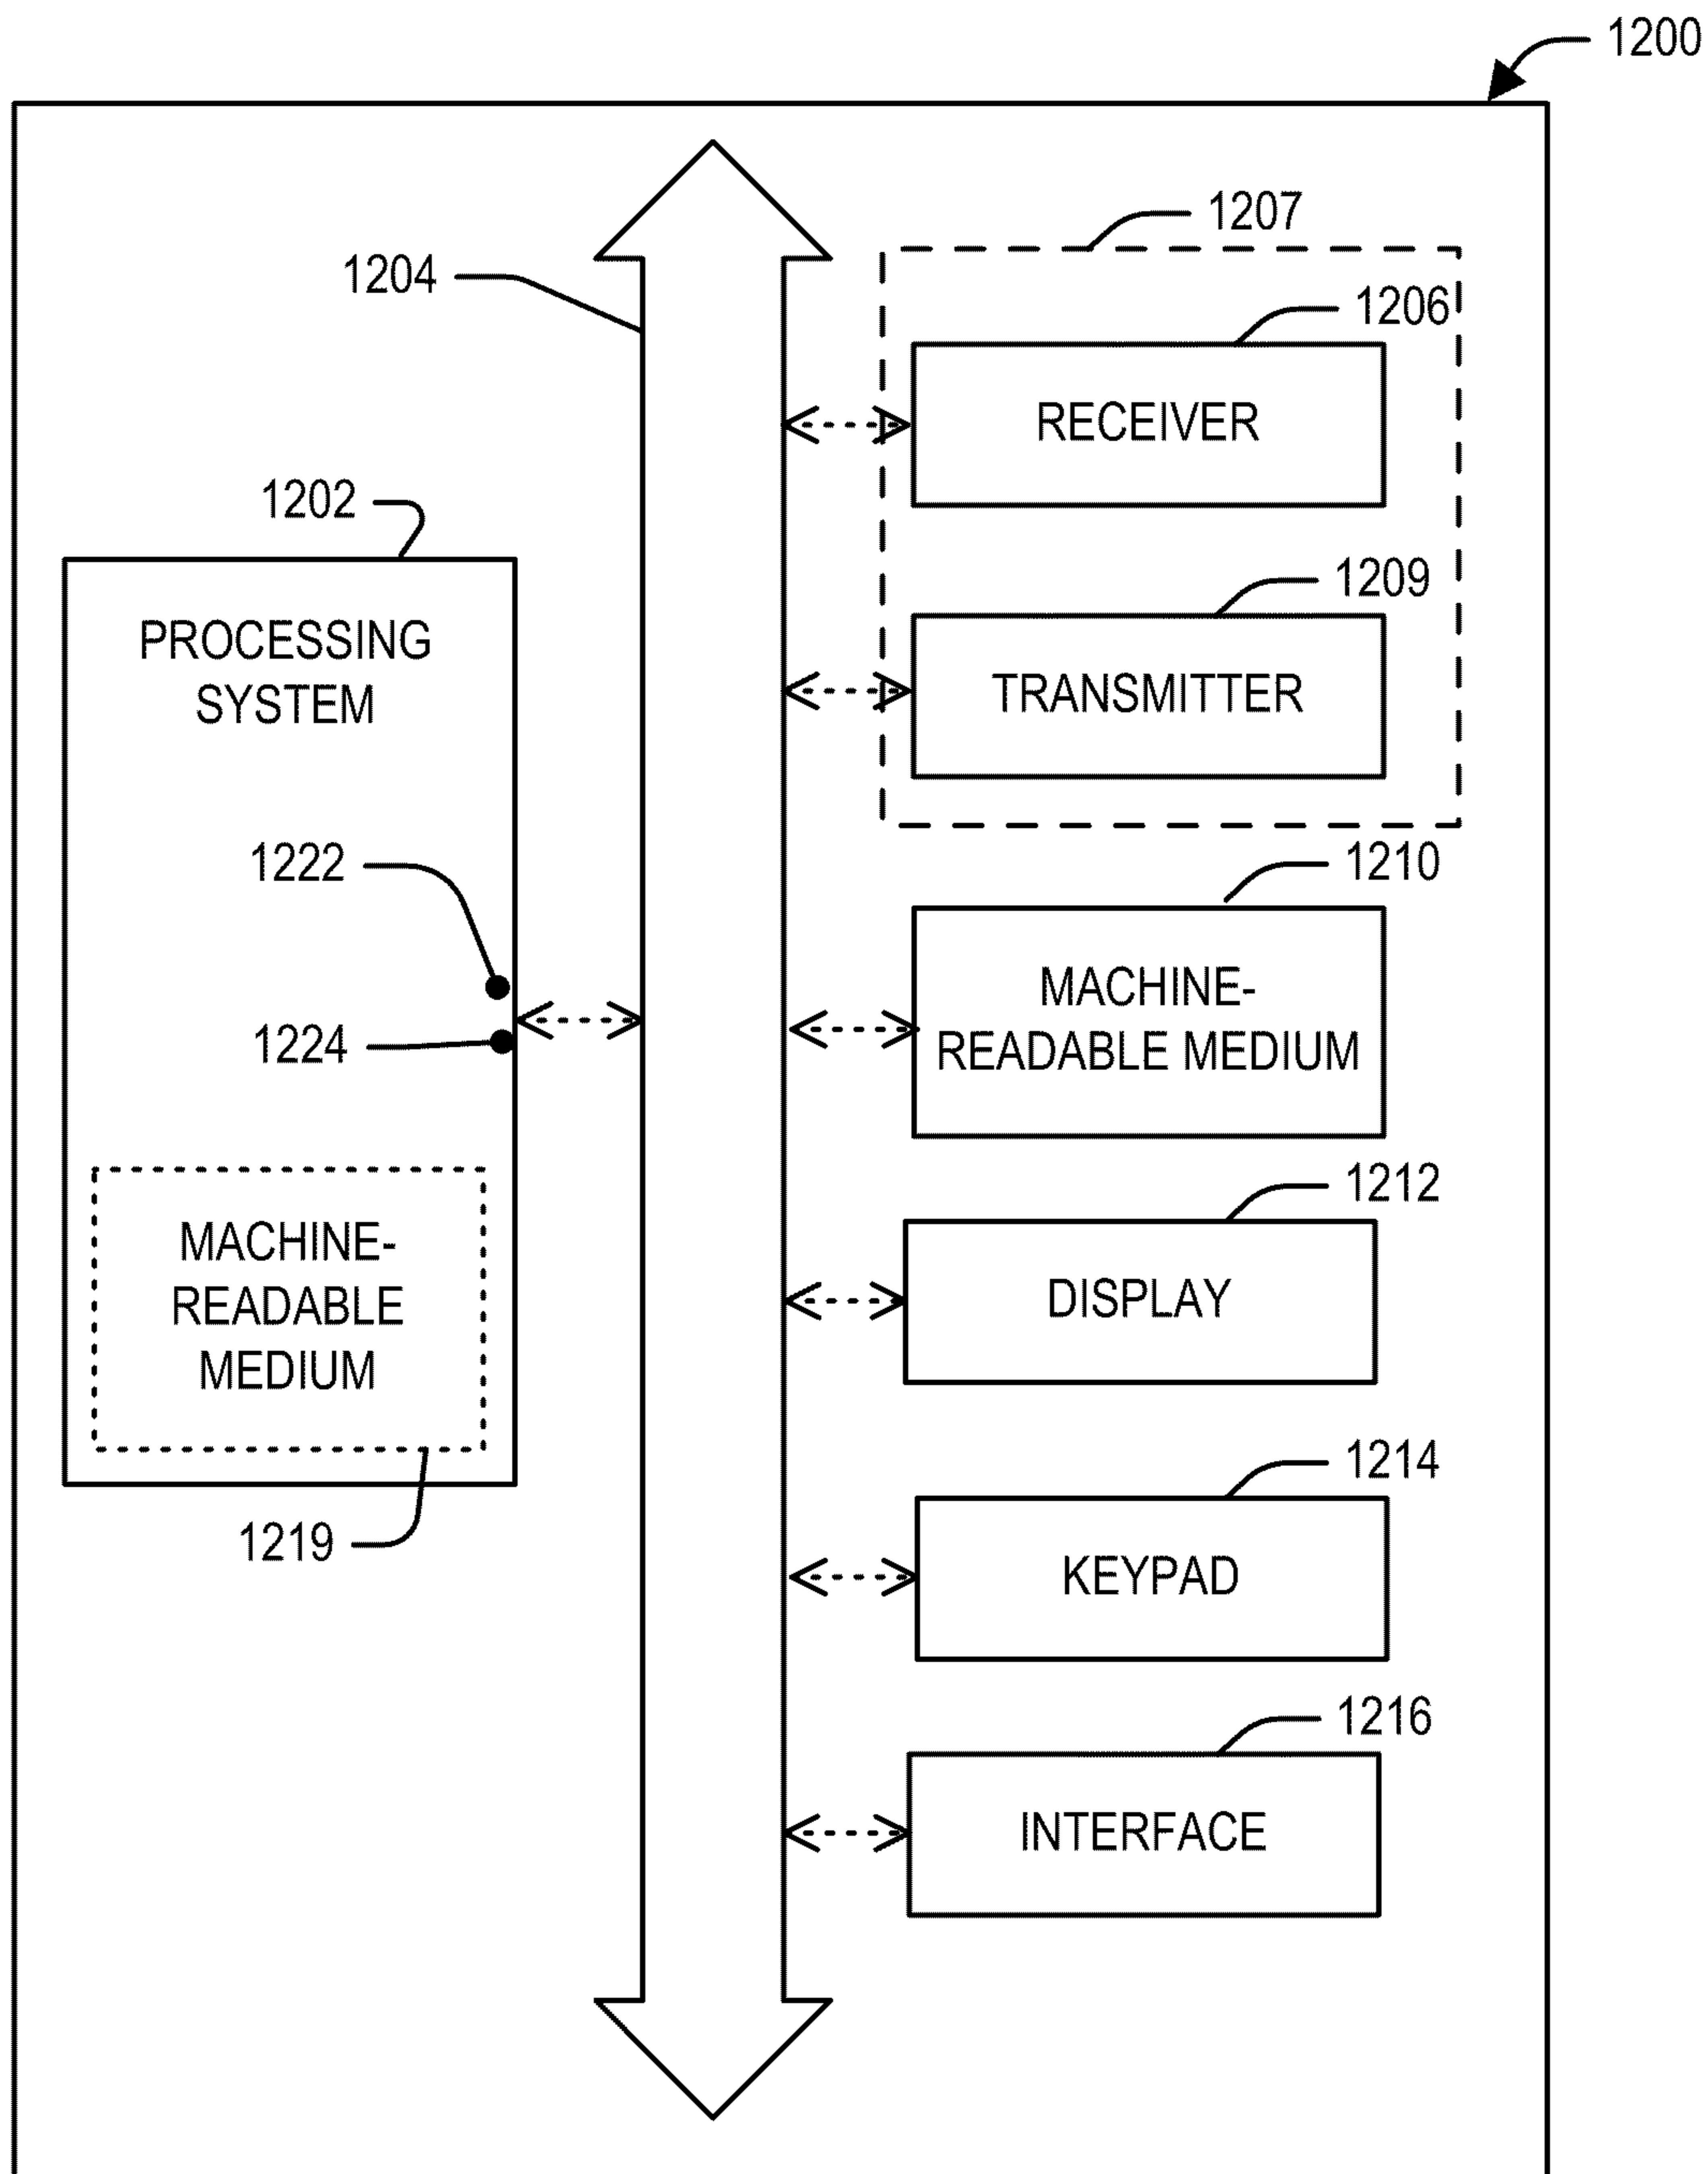 1200
1207
1204
1206
RECEIVER
1202
1209
PROCESSING
SYSTEM
TRANSMITTER
1222
1210
MACHINE-
READABLE MEDIUM
1224
1212
MACHINE-
READABLE
MEDIUM
DISPLAY
1214
1219
KEYPAD
1216
INTERFACE